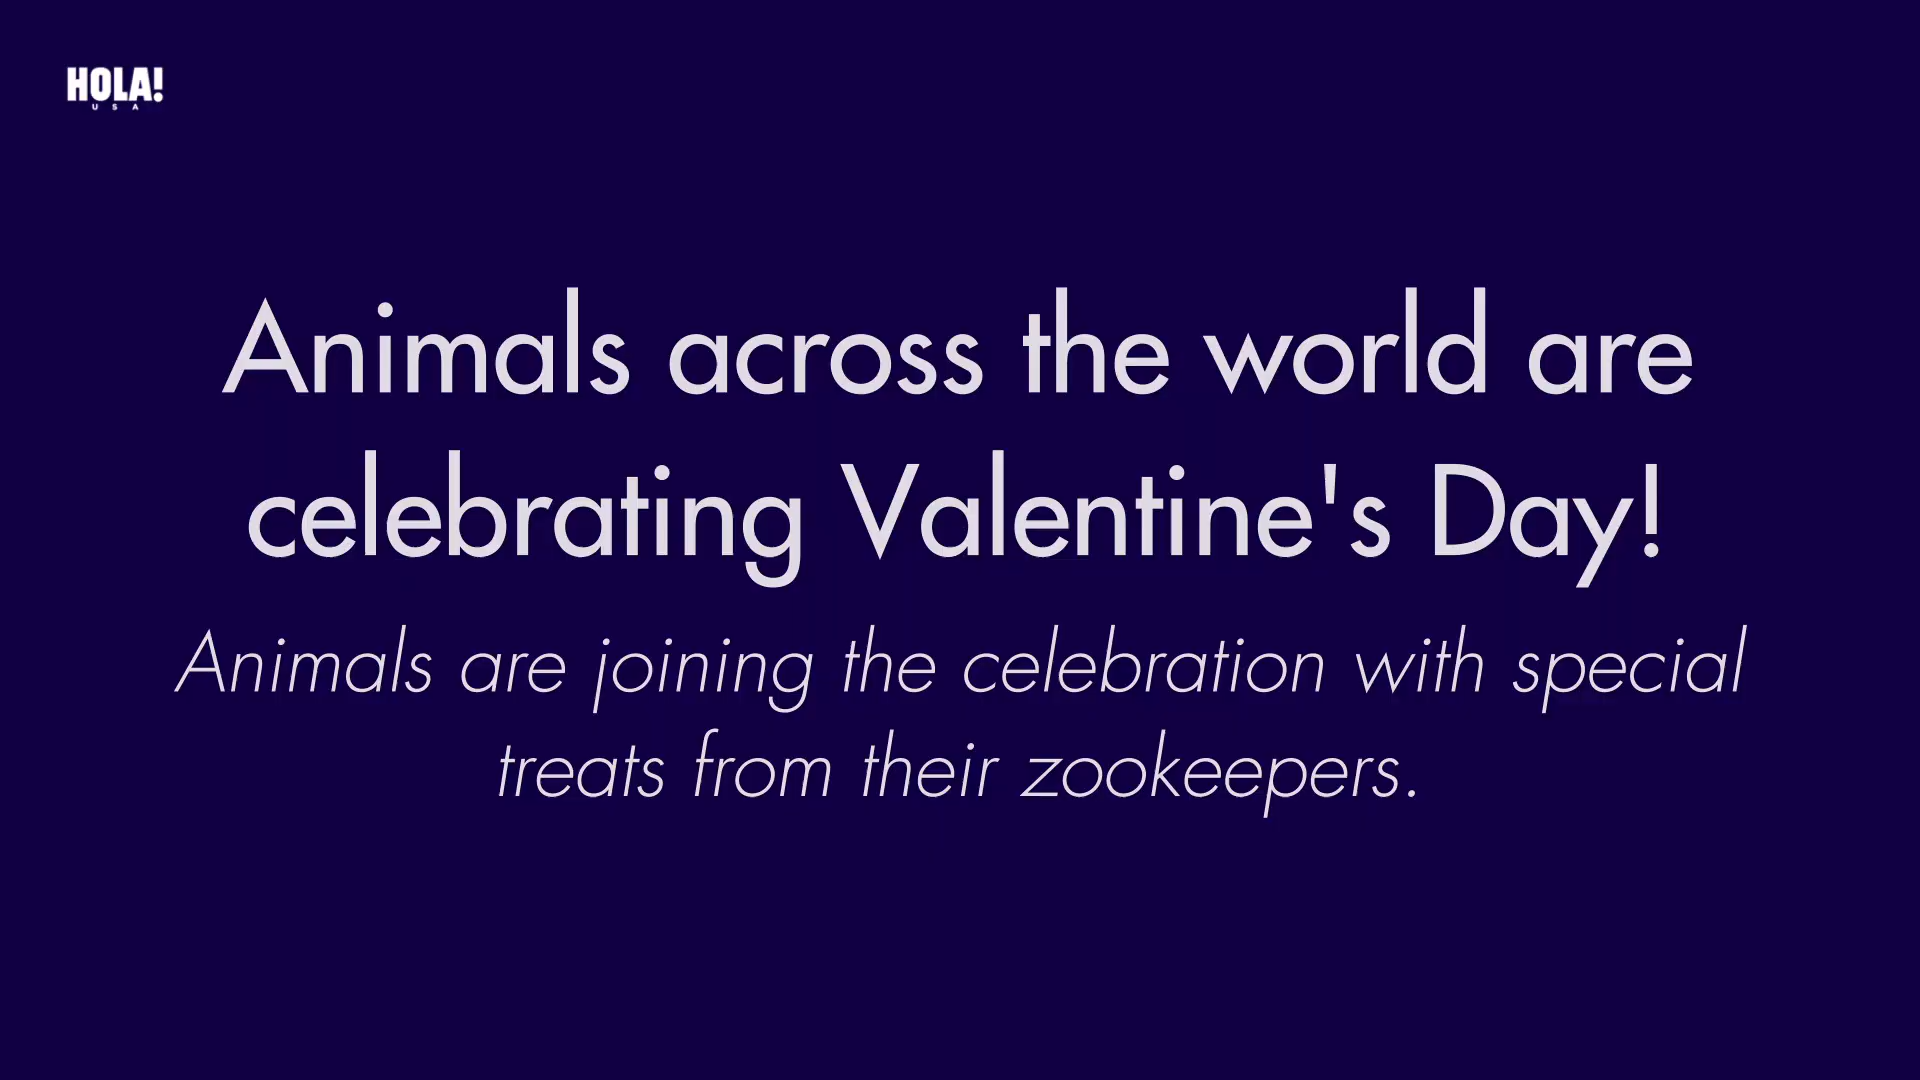 HOLA!
USA
Animals across the world are
celebrating Valentine's Day!
Animals are joining the celebration with special
treats from their zookeepers.